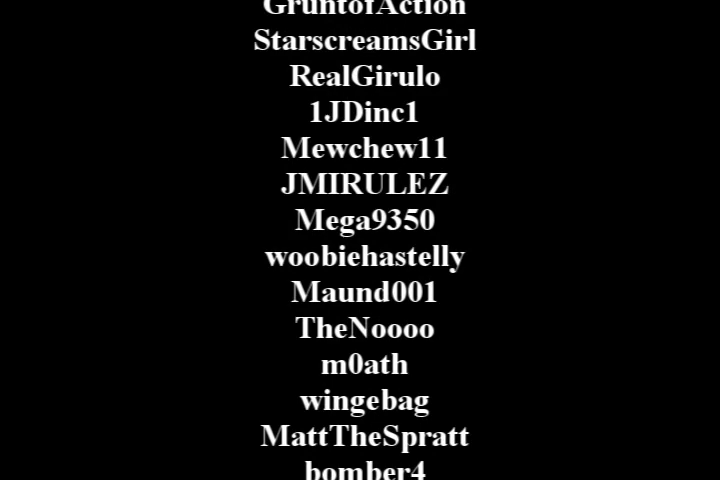 GruntofAction
StarscreamsGirl
RealGirulo
1JDinc1
Mewchew11
JMIRULEZ
Mega9350
woobiehastelly
Maund001
TheNoooo
m0ath
wingebag
MattTheSpratt
bomber4